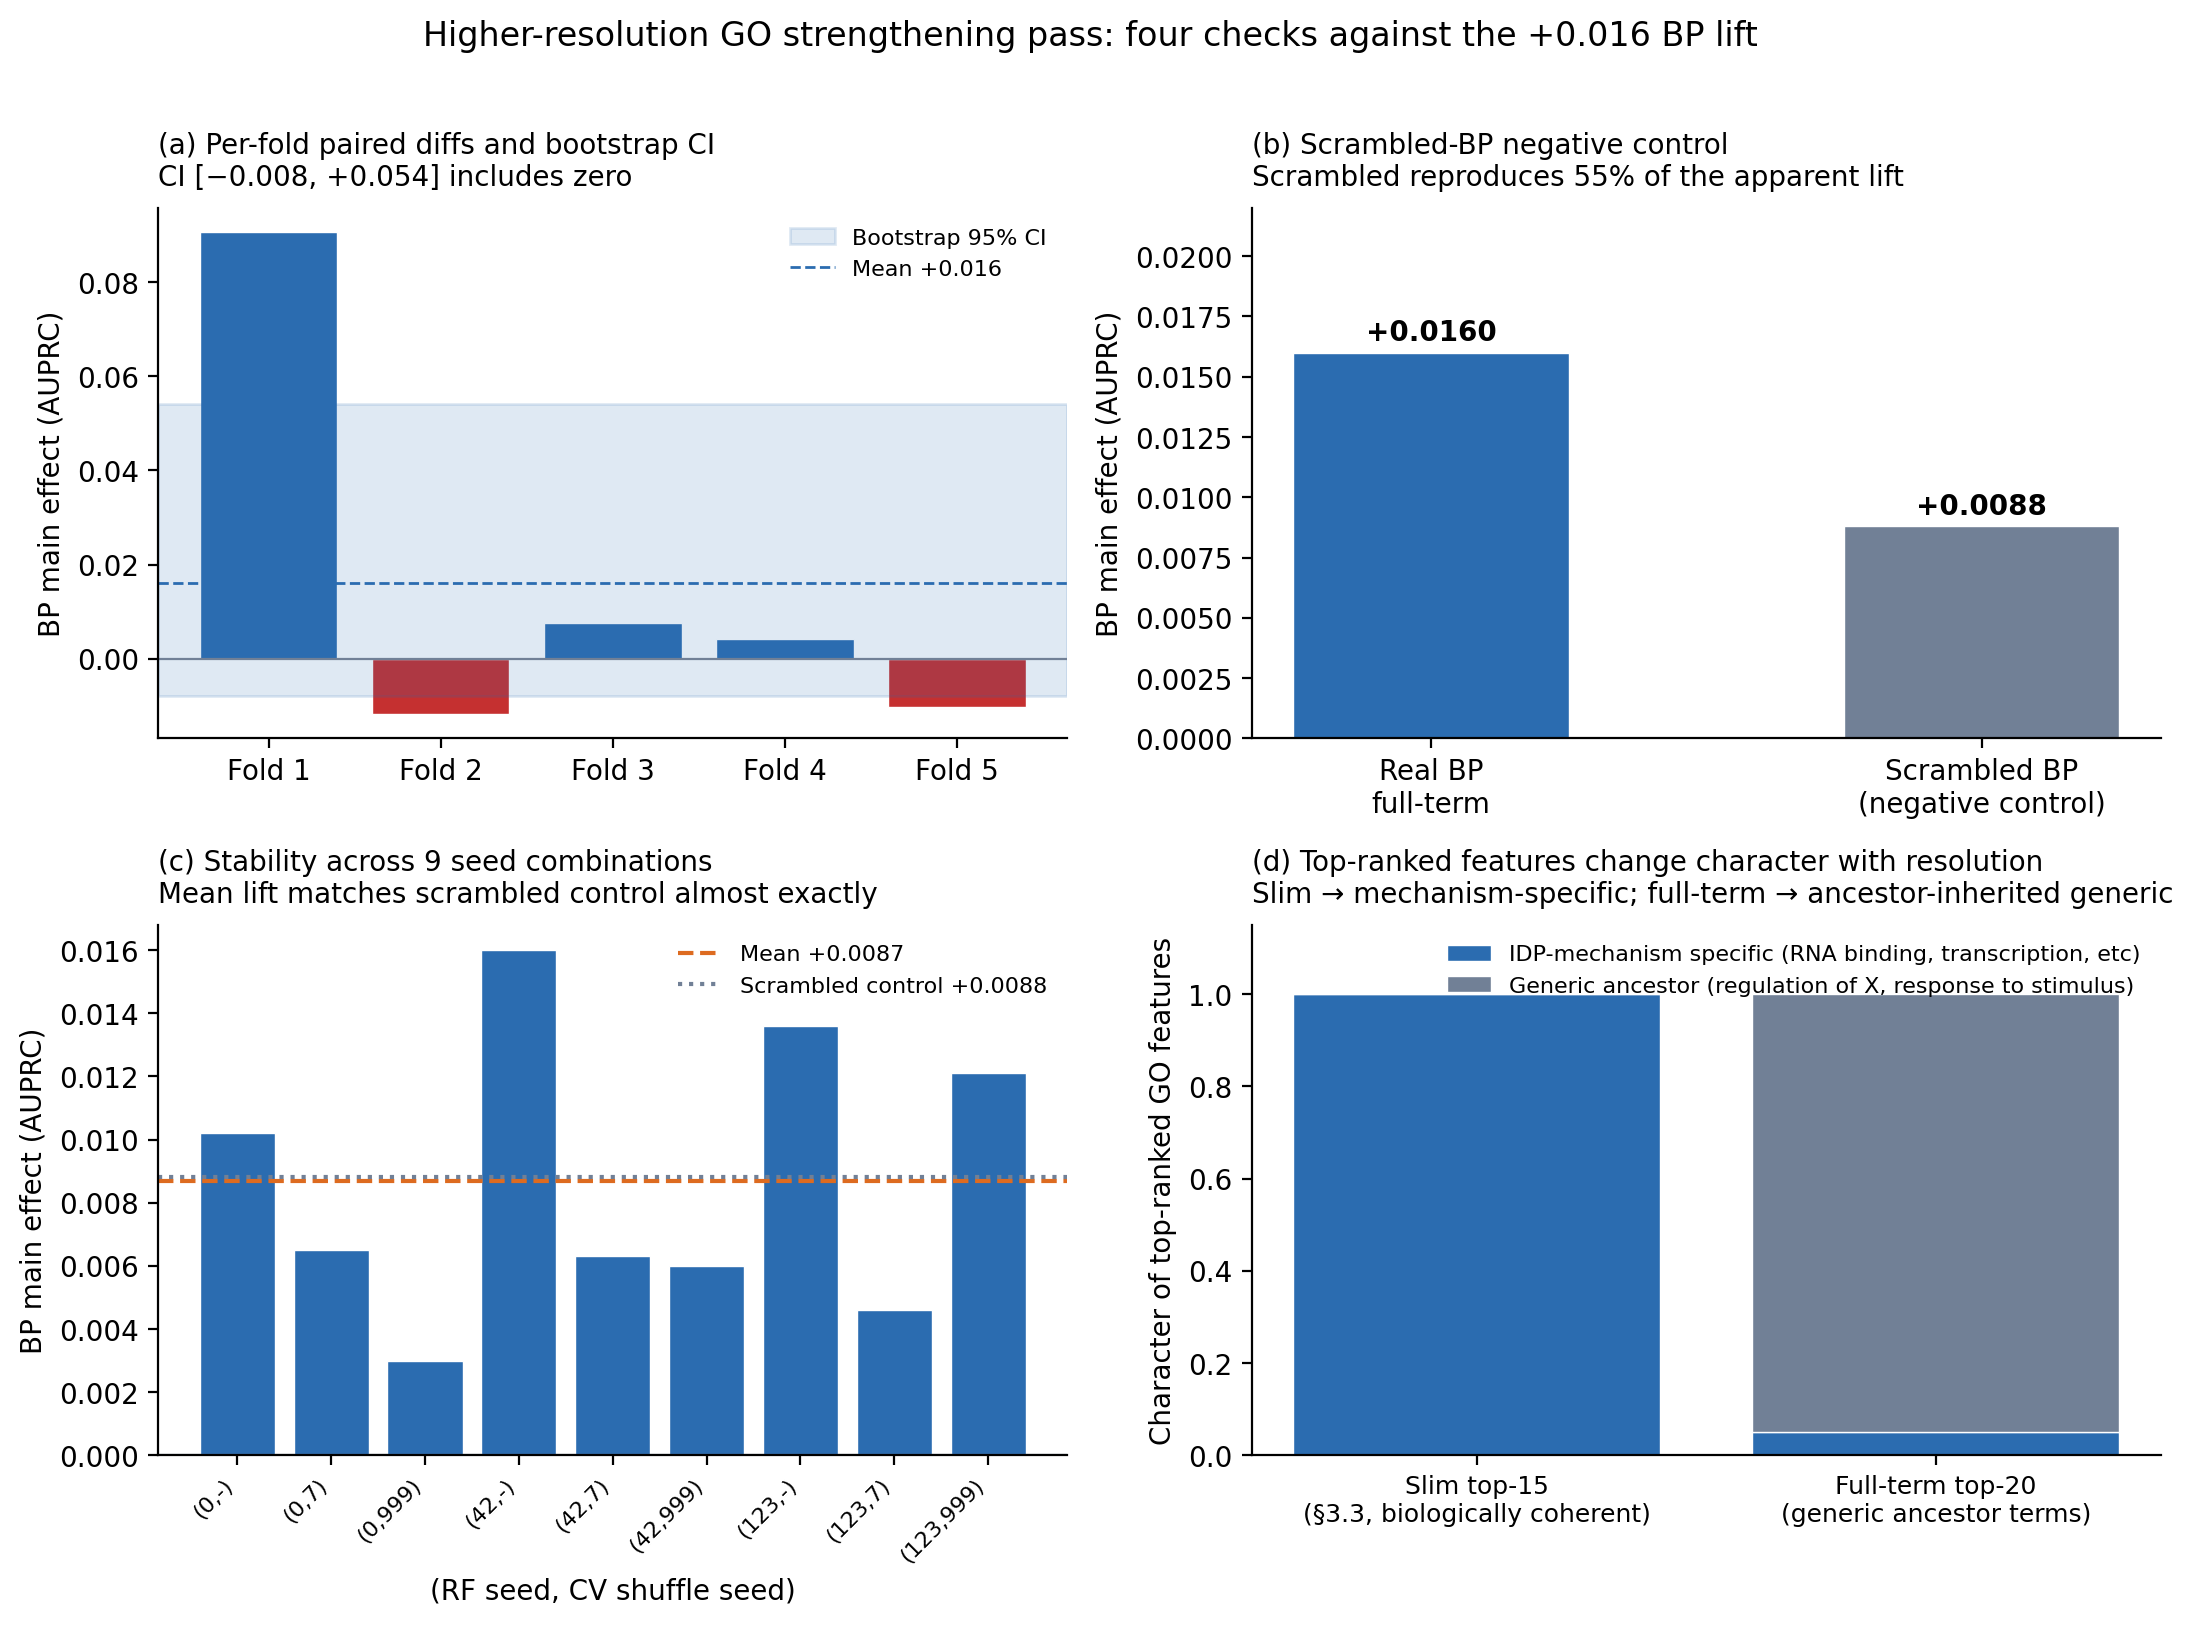 Higher-resolution GO strengthening pass: four checks against the +0.016 BP lift
(a) Per-fold paired diffs and bootstrap CI
CI [−0.008, +0.054] includes zero
BP main effect (AUPRC)
0.08
0.06
0.04
0.02
0.00
Bootstrap 95% CI
Mean +0.016
Fold 1
Fold 2
Fold 3
Fold 4
Fold 5
(b) Scrambled-BP negative control
Scrambled reproduces 55% of the apparent lift
BP main effect (AUPRC)
0.0200
0.0175
0.0150
0.0125
0.0100
0.0075
0.0050
0.0025
0.0000
+0.0160
+0.0088
Real BP
full-term
Scrambled BP
(negative control)
(c) Stability across 9 seed combinations
Mean lift matches scrambled control almost exactly
BP main effect (AUPRC)
0.016
0.014
0.012
0.010
0.008
0.006
0.004
0.002
0.000
Mean +0.0087
Scrambled control +0.0088
(0,-)
(0,7)
(0,999)
(42,-)
(42,7)
(42,999)
(123,-)
(123,7)
(123,999)
(RF seed, CV shuffle seed)
(d) Top-ranked features change character with resolution
Slim → mechanism-specific; full-term → ancestor-inherited generic
Character of top-ranked GO features
1.0
0.8
0.6
0.4
0.2
0.0
IDP-mechanism specific (RNA binding, transcription, etc)
Generic ancestor (regulation of X, response to stimulus)
Slim top-15
(§3.3, biologically coherent)
Full-term top-20
(generic ancestor terms)